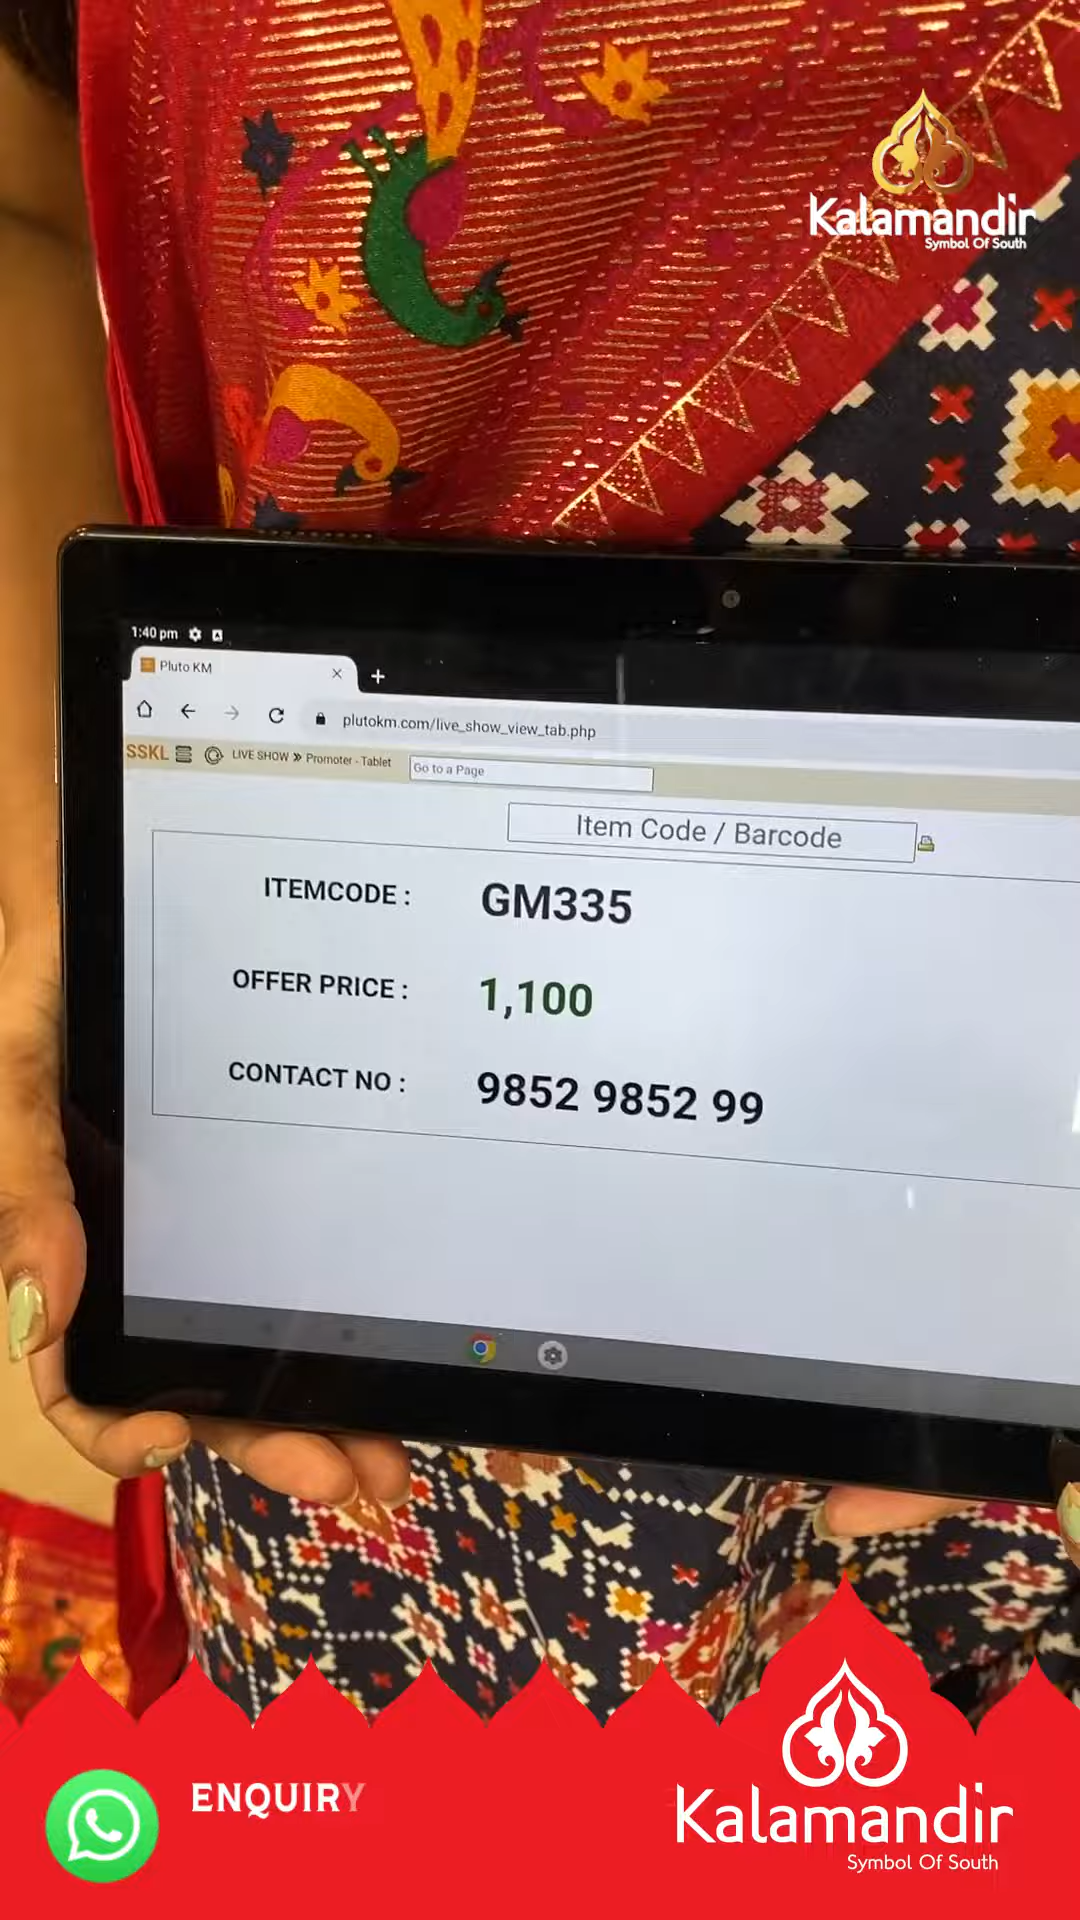 Kalamandir
Symbol Of South
1:40 pm
Pluto KM
plutokm.com/live_show_view_tab.php
SSKL LIVE SHOW » Promoter - Tablet Go to a Page
Item Code / Barcode
ITEMCODE : GM335
OFFER PRICE : 1,100
CONTACT NO : 9852 9852 99
ENQUIRY
Kalamandir
Symbol Of South